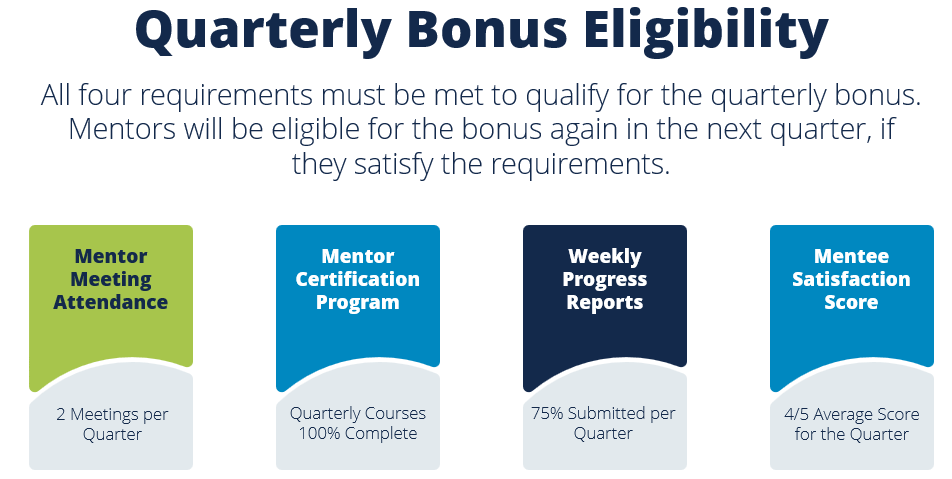 Quarterly Bonus Eligibility
All four requirements must be met to qualify for the quarterly bonus.
Mentors will be eligible for the bonus again in the next quarter, if
they satisfy the requirements.
Mentor
Meeting
Attendance
2 Meetings per
Quarter
Mentor
Certification
Program
Quarterly Courses
100% Complete
Weekly
Progress
Reports
75% Submitted per
Quarter
Mentee
Satisfaction
Score
4/5 Average Score
for the Quarter